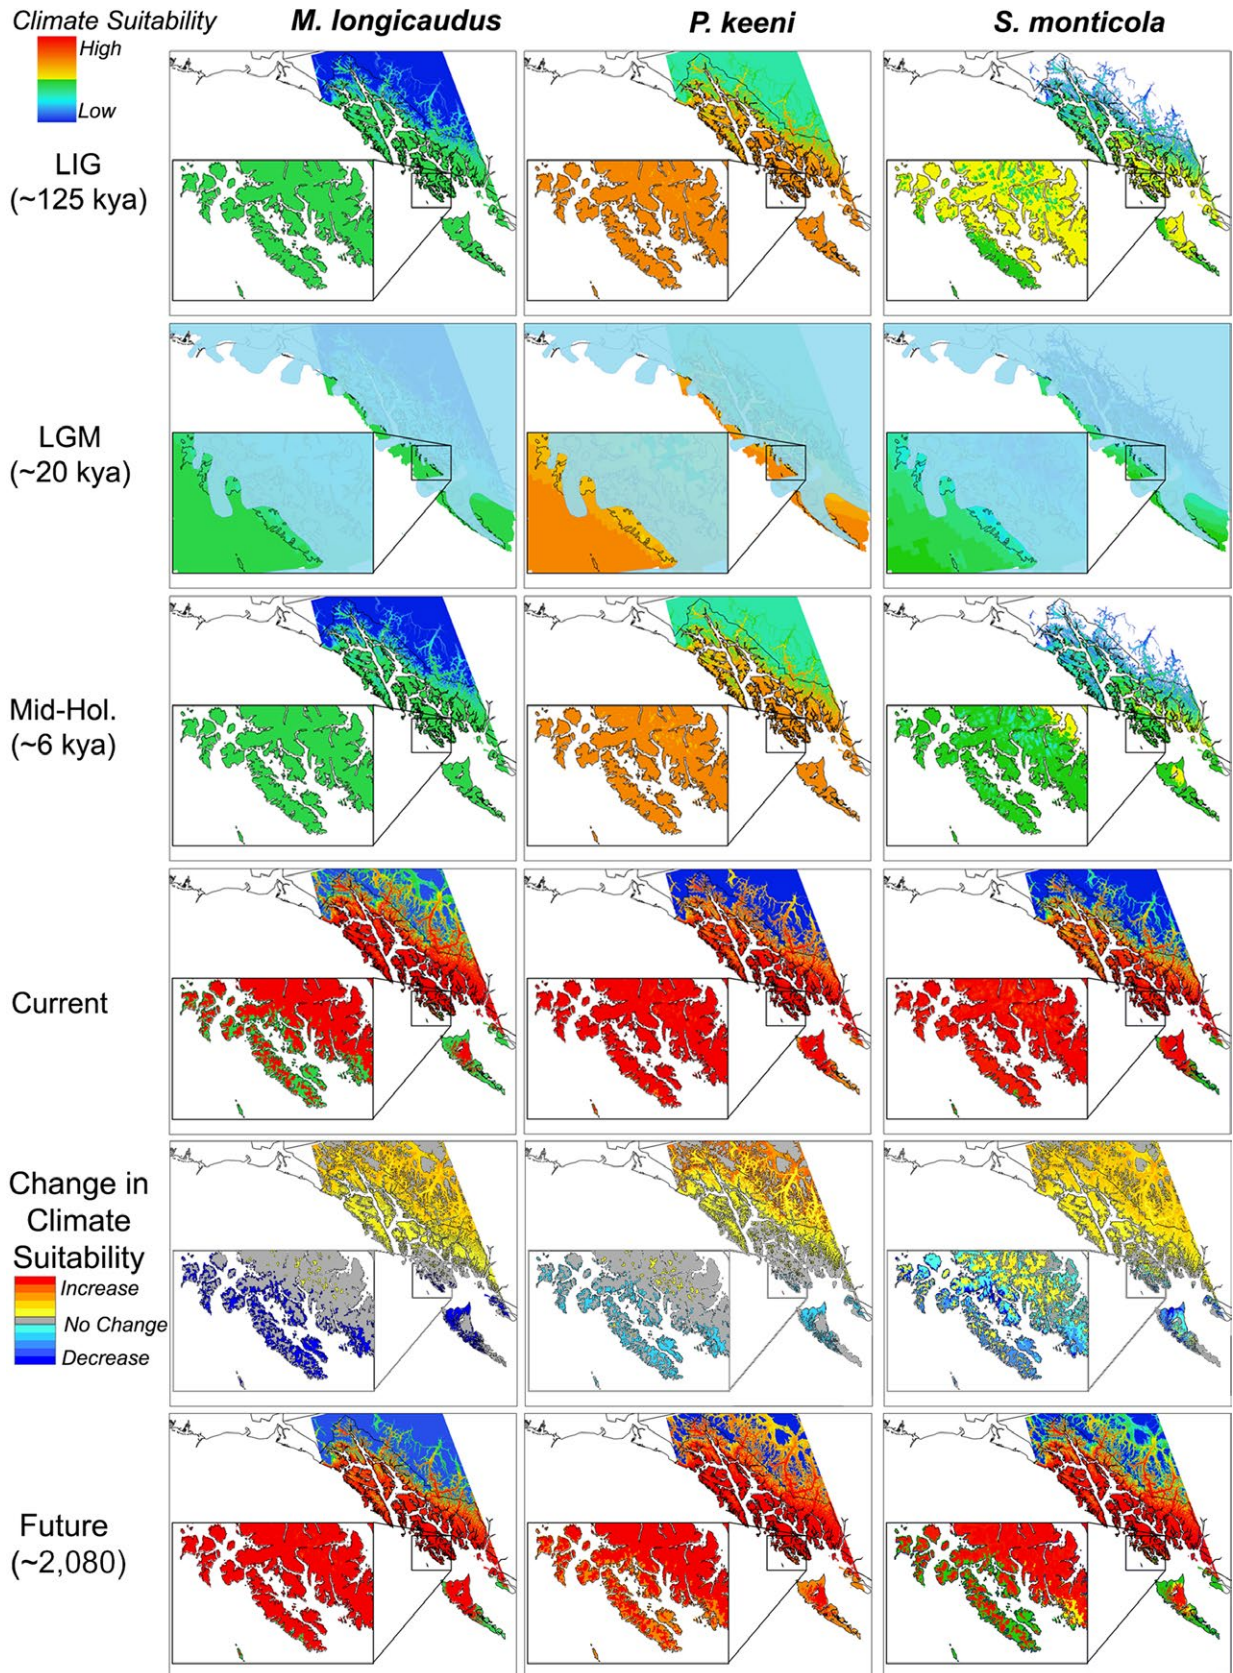 Climate Suitability
M. longicaudus
P. keeni
S. monticola
High
Low
LIG
(~125 kya)
LGM
(~20 kya)
Mid-Hol.
(~6 kya)
Current
Change in
Climate
Suitability
Increase
No Change
Decrease
Future
(~2,080)